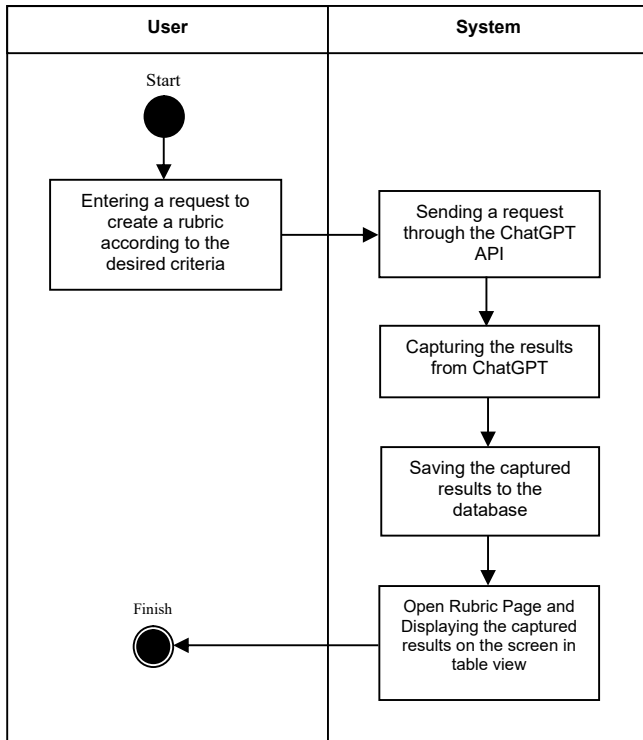 User
System
Start
Entering a request to
create a rubric
according to the
desired criteria
Sending a request
through the ChatGPT
API
Capturing the results
from ChatGPT
Saving the captured
results to the
database
Finish
Open Rubric Page and
Displaying the captured
results on the screen in
table view